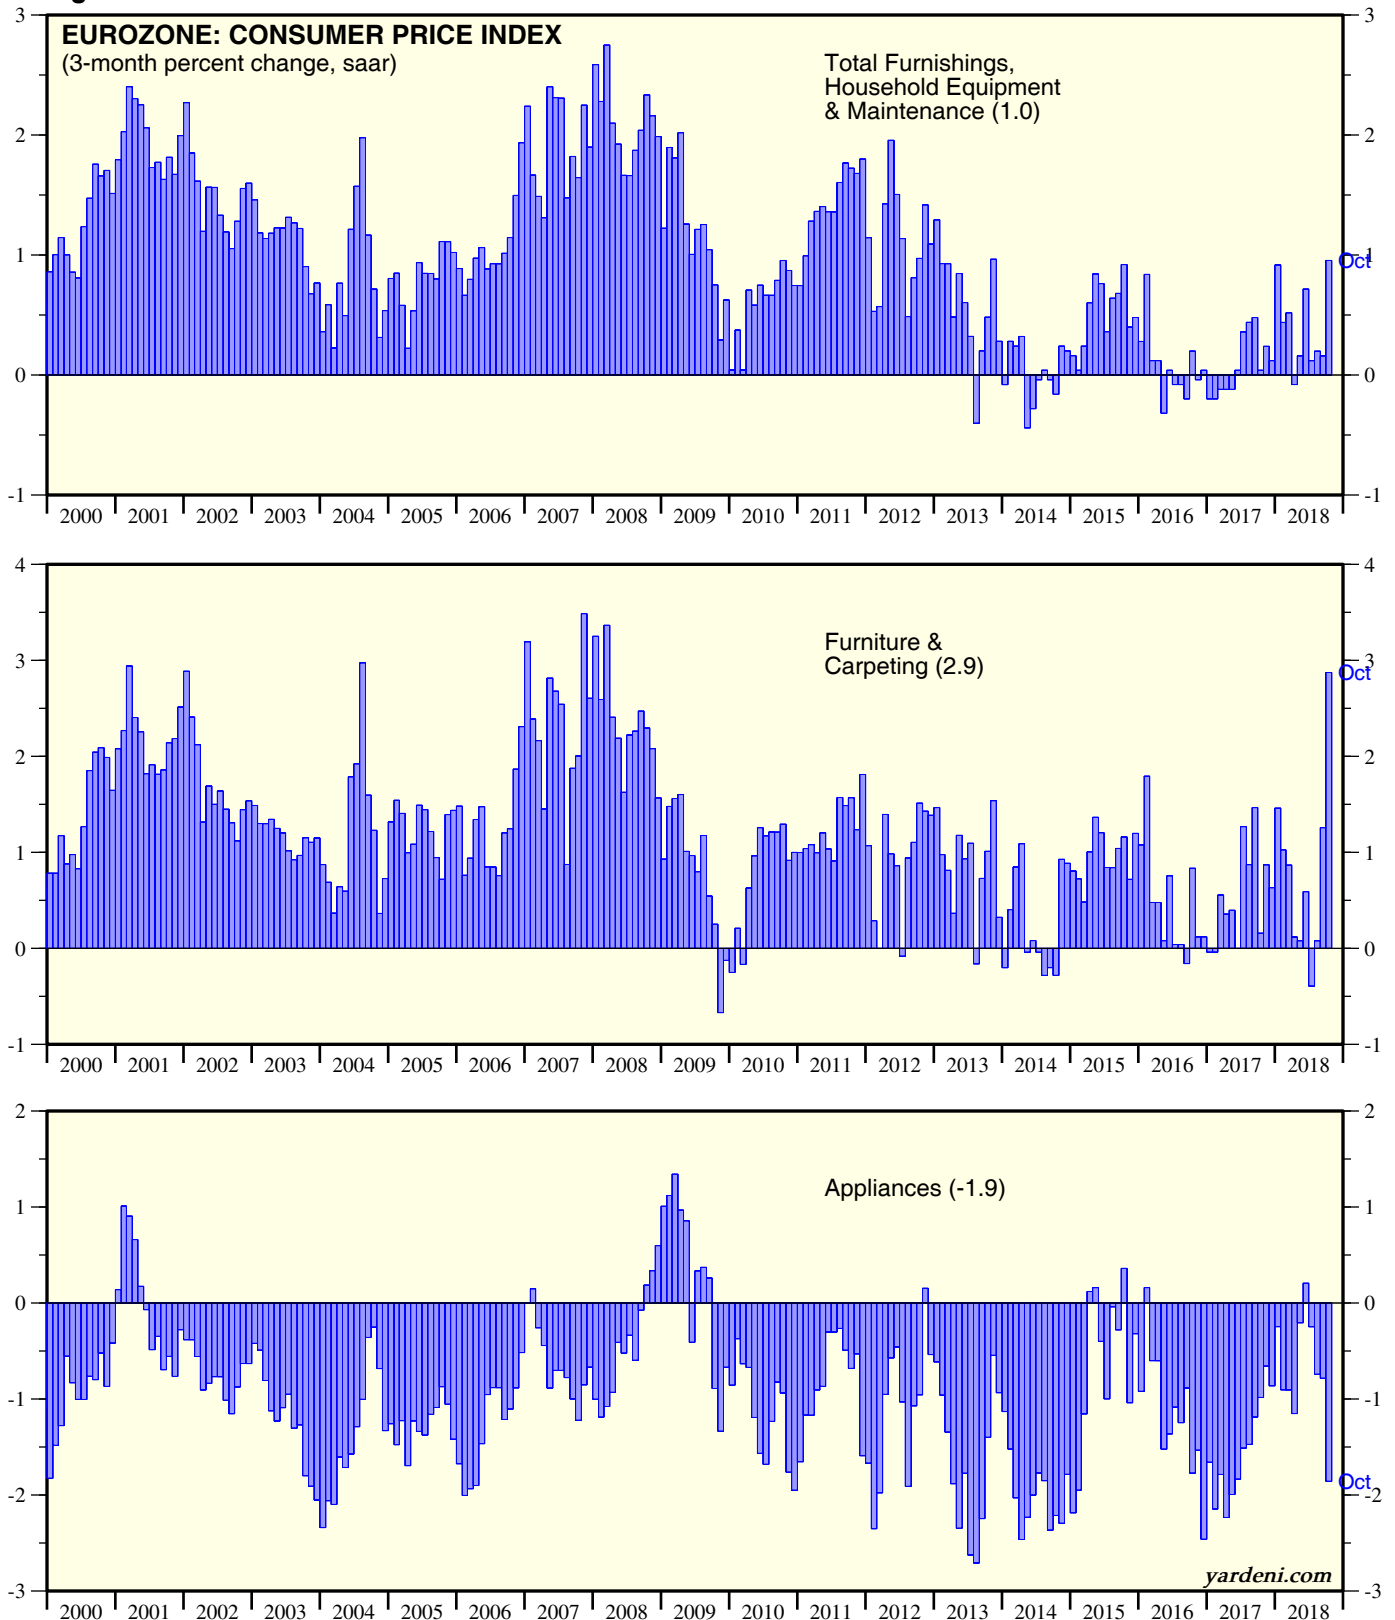 EUROZONE: CONSUMER PRICE INDEX
(3-month percent change, saar)
Total Furnishings,
Household Equipment
& Maintenance (1.0)
3 3
2 2
1 1
Oct
0 0
-1 -1
2000 2001 2002 2003 2004 2005 2006 2007 2008 2009 2010 2011 2012 2013 2014 2015 2016 2017 2018
4 4
Furniture &
Carpeting (2.9)
3 3
Oct
2 2
1 1
0 0
-1 -1
2000 2001 2002 2003 2004 2005 2006 2007 2008 2009 2010 2011 2012 2013 2014 2015 2016 2017 2018
2 2
Appliances (-1.9)
1 1
0 0
-1 -1
Oct
-2 -2
yardeni.com
-3 -3
2000 2001 2002 2003 2004 2005 2006 2007 2008 2009 2010 2011 2012 2013 2014 2015 2016 2017 2018